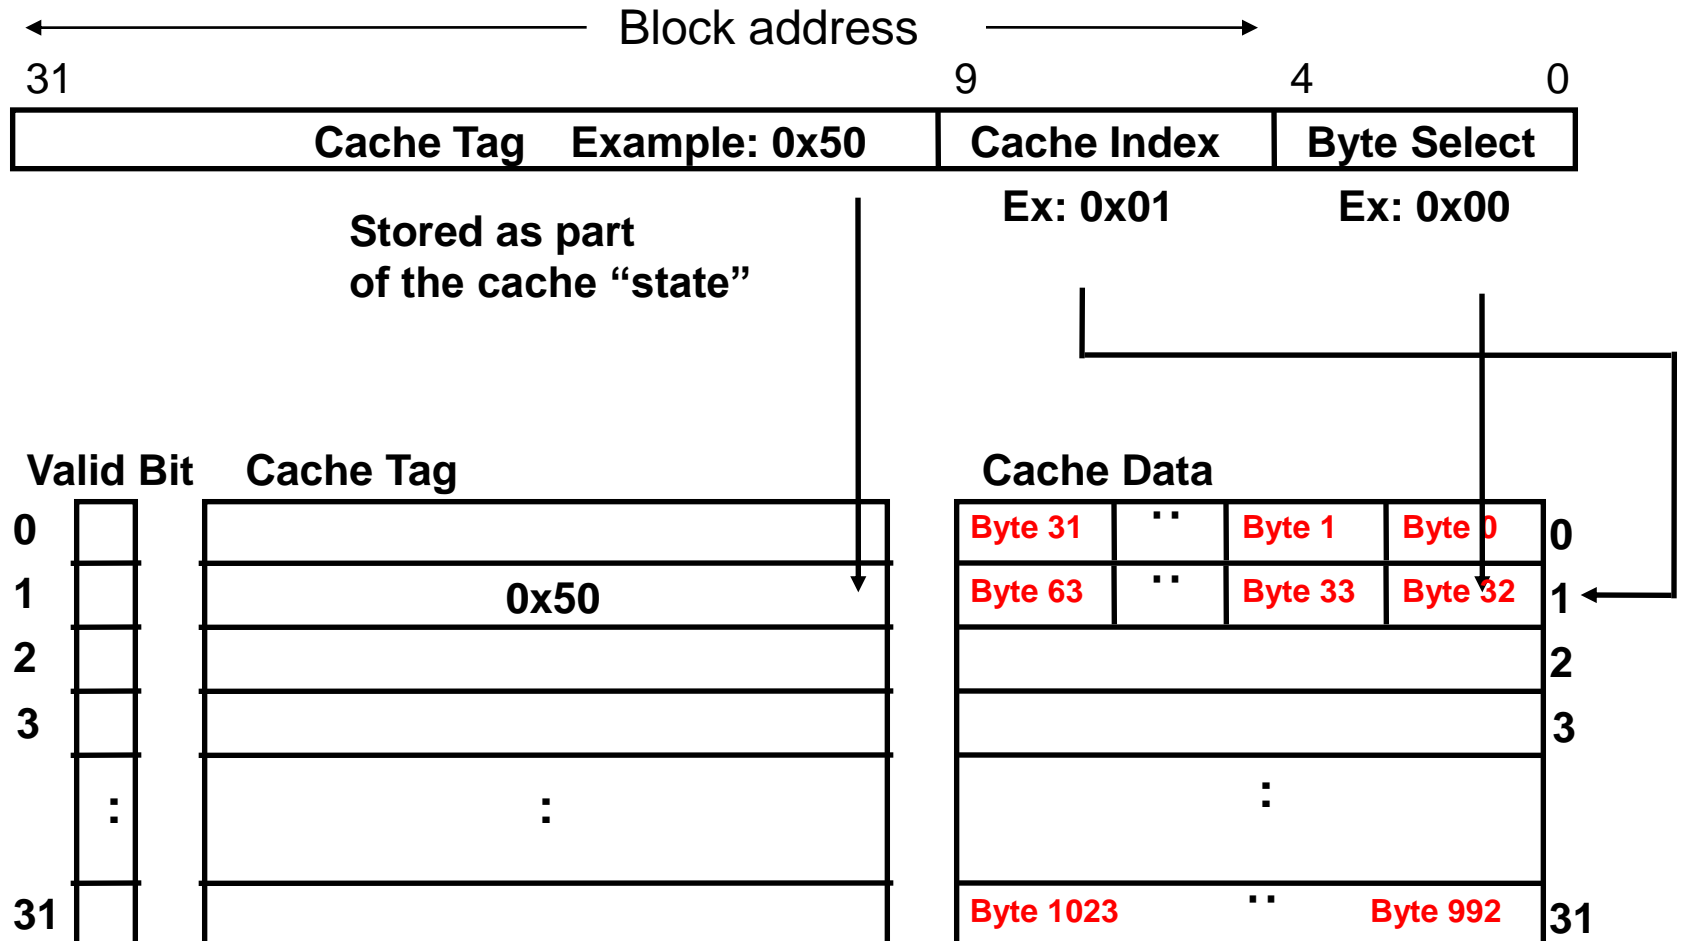 Block address
31 9 4 0
Cache Tag Example: 0x50 Cache Index Byte Select
Ex: 0x01 Ex: 0x00
Stored as part
of the cache “state”
Valid Bit Cache Tag Cache Data
0 Byte 31 .. Byte 1 Byte 0 0
1 0x50 Byte 63 .. Byte 33 Byte 32 1
2 2
3 3
: : :
31 Byte 1023 .. Byte 992 31